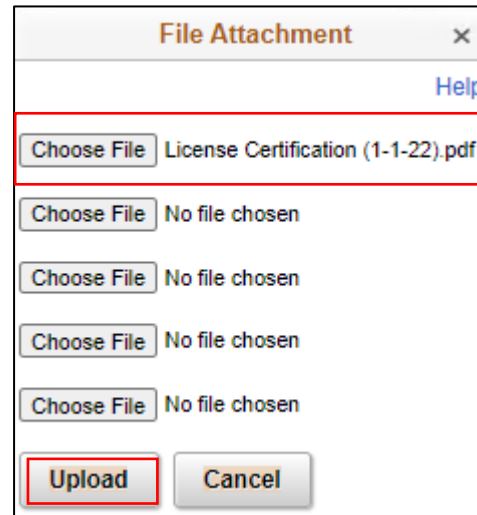 File Attachment ×
Help
Choose File License Certification (1-1-22).pdf
Choose File No file chosen
Choose File No file chosen
Choose File No file chosen
Choose File No file chosen
Upload Cancel